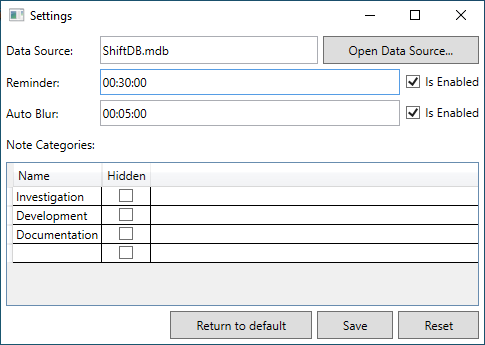 Settings
Data Source: ShiftDB.mdb Open Data Source...
Reminder: 00:30:00 Is Enabled
Auto Blur: 00:05:00 Is Enabled
Note Categories:
Name Hidden
Investigation
Development
Documentation
Return to default Save Reset